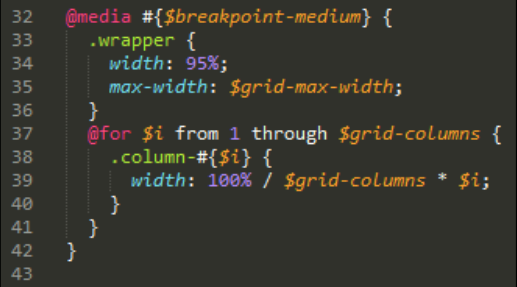 32 @media #{$breakpoint-medium} {
33 .wrapper {
34 width: 95%;
35 max-width: $grid-max-width;
36 }
37 @for $i from 1 through $grid-columns {
38 .column-#{$i} {
39 width: 100% / $grid-columns * $i;
40 }
41 }
42 }
43